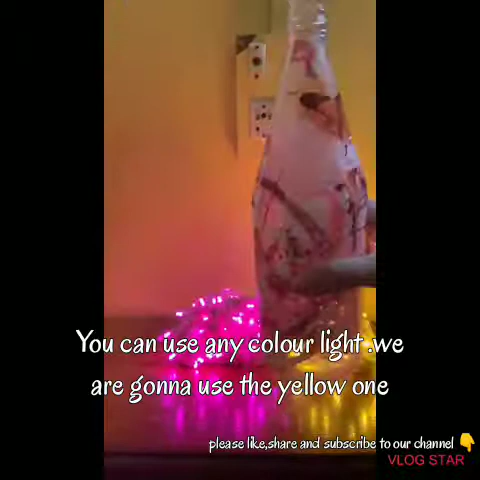 You can use any colour light .we
are gonna use the yellow one
please like,share and subscribe to our channel 👇
VLOG STAR